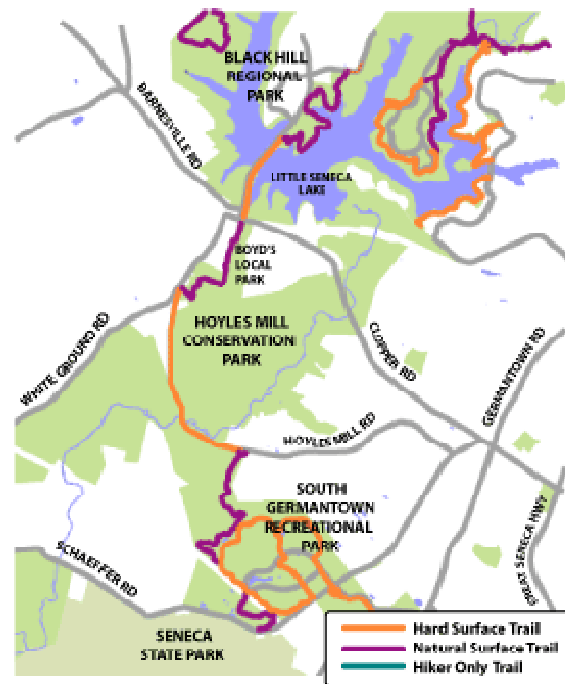 BLACK HILL
REGIONAL
PARK
BARNESVILLE RD
LITTLE SENECA
LAKE
BOYD'S
LOCAL
PARK
HOYLES MILL
CONSERVATION
PARK
WHITE GROUND RD
CLOPPER RD
GERMANTOWN RD
HOYLES MILL RD
SOUTH
GERMANTOWN
RECREATIONAL
PARK
GREAT SENECA HWY
SCHAEFFER RD
SENECA
STATE PARK
Hard Surface Trail
Natural Surface Trail
Hiker Only Trail